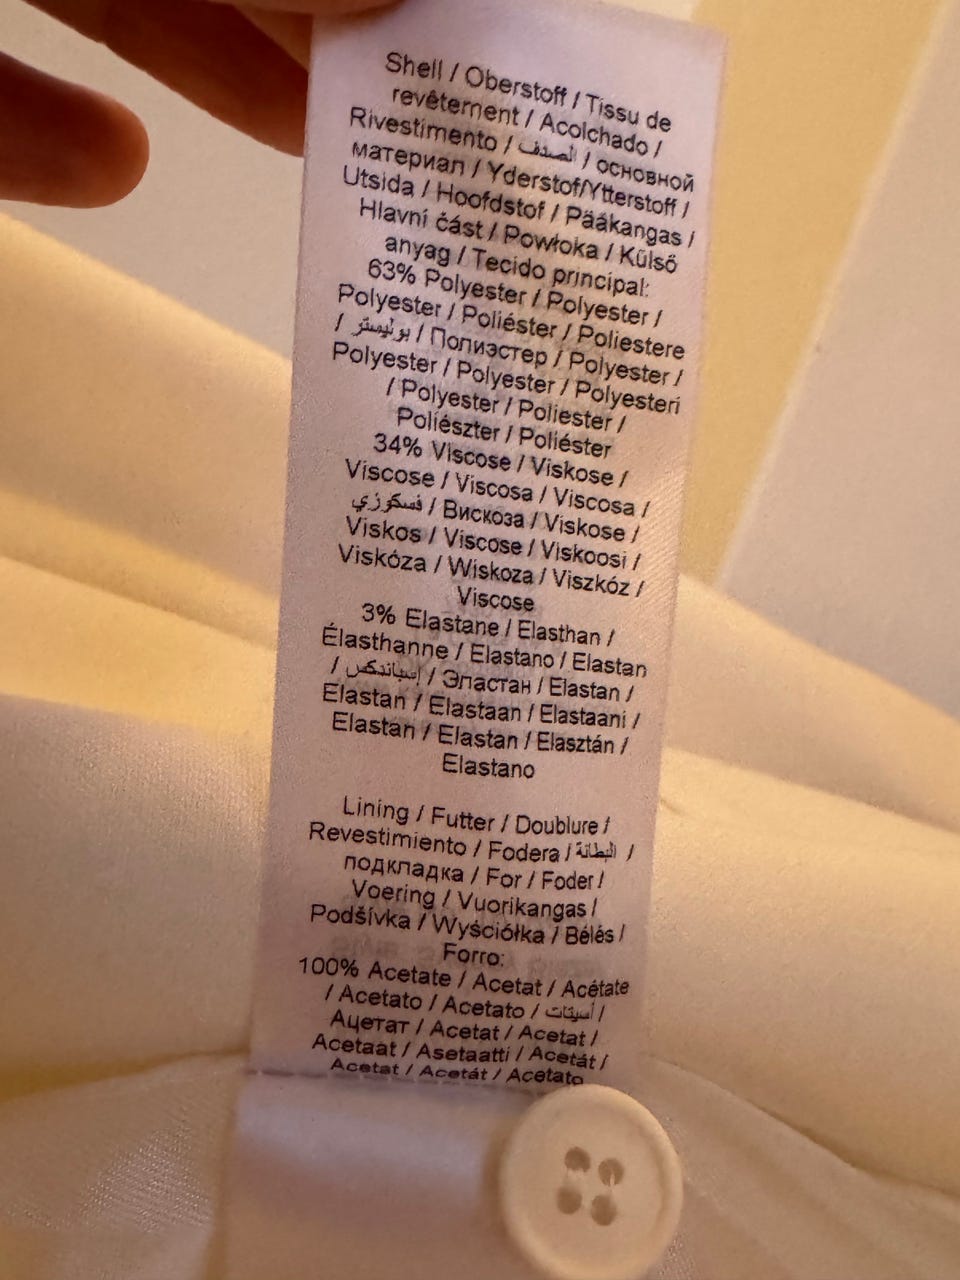 Shell / Oberstoff / Tissu de
revêtement / Acolchado /
Rivestimento / الصدف / основной
материал / Yderstof/Ytterstoff /
Utsida / Hoofdstof / Pääkangas /
Hlavní část / Powłoka / Külső
anyag / Tecido principal:
63% Polyester / Polyester /
Polyester / Poliéster / Poliestere
/ بوليستر / Полиэстер / Polyester /
Polyester / Polyester / Polyesteri
/ Polyester / Poliester /
Poliészter / Poliéster
34% Viscose / Viskose /
Viscose / Viscosa / Viscosa /
فسكوزي / Вискоза / Viskose /
Viskos / Viscose / Viskoosi /
Viskóza / Wiskoza / Viszkóz /
Viscose
3% Elastane / Elasthan /
Élasthanne / Elastano / Elastan
/ إسباندكس / Эластан / Elastan /
Elastan / Elastaan / Elastaani /
Elastan / Elastan / Elasztán /
Elastano
Lining / Futter / Doublure /
Revestimiento / Fodera / البطانة /
подкладка / For / Foder /
Voering / Vuorikangas /
Podšívka / Wyściółka / Bélés /
Forro:
100% Acetate / Acetat / Acétate
/ Acetato / Acetato / أسيتات /
Ацетат / Acetat / Acetat /
Acetaat / Asetaatti / Acetát /
Acetat / Acetát / Acetato